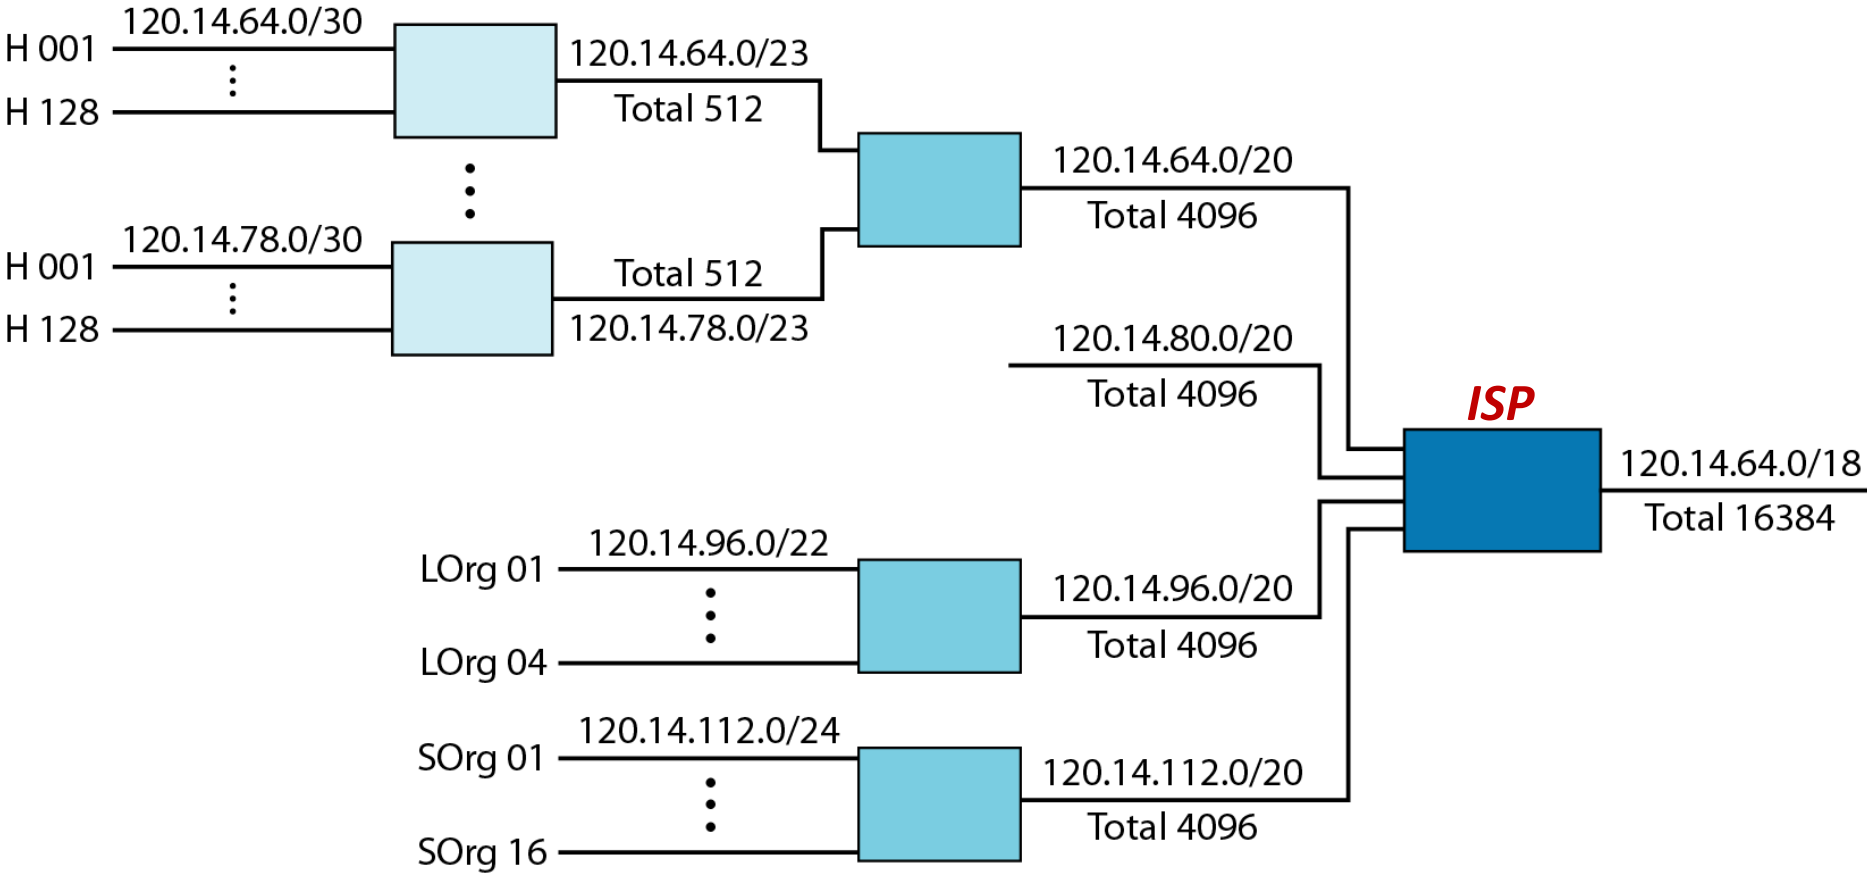 120.14.64.0/30
H 001
H 128
120.14.64.0/23
Total 512
120.14.78.0/30
H 001
H 128
Total 512
120.14.78.0/23
120.14.64.0/20
Total 4096
120.14.80.0/20
Total 4096
ISP
120.14.64.0/18
Total 16384
120.14.96.0/22
LOrg 01
LOrg 04
120.14.96.0/20
Total 4096
120.14.112.0/24
SOrg 01
SOrg 16
120.14.112.0/20
Total 4096